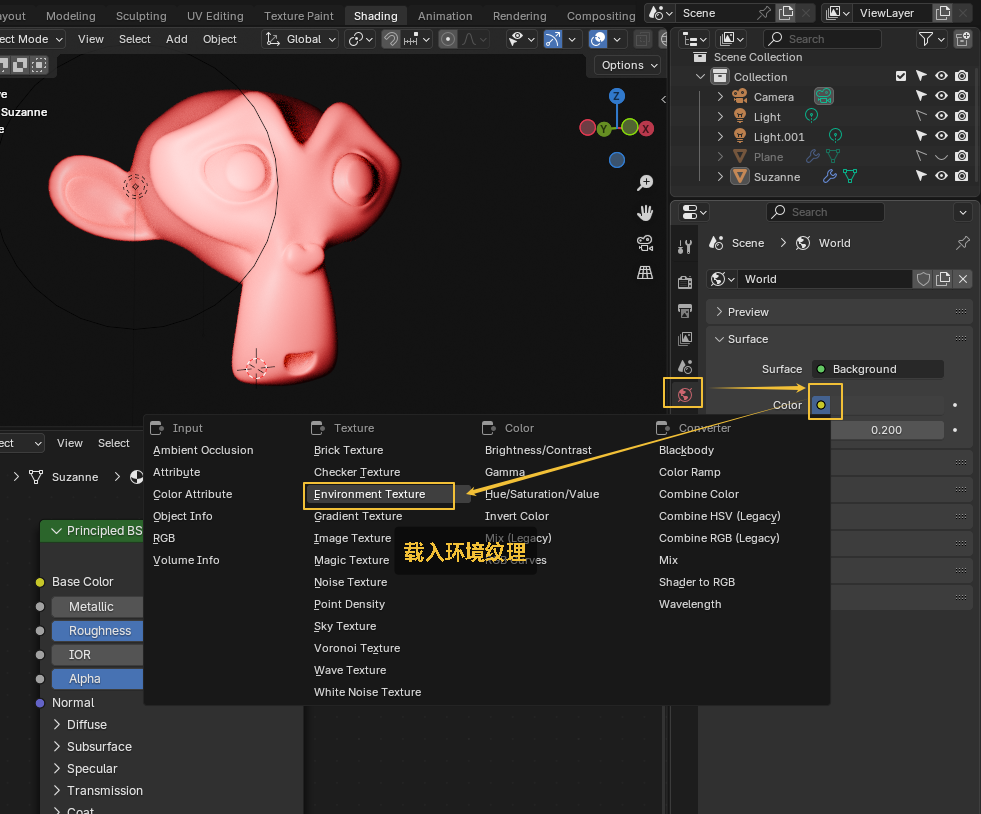 ayout Modeling Sculpting UV Editing Texture Paint Shading Animation Rendering Compositing Scene ViewLayer
ect Mode View Select Add Object Global Search
Options
ve
Suzanne
e
Z
Y X
Scene Collection
Collection
Camera
Light
Light.001
Plane
Suzanne
Search
Scene World
World
Preview
Surface
Surface Background
Color
0.200
ect View Select
Suzanne
Principled BS
Base Color
Metallic
Roughness
IOR
Alpha
Normal
Diffuse
Subsurface
Specular
Transmission
Coat
Input
Ambient Occlusion
Attribute
Color Attribute
Object Info
RGB
Volume Info
Texture
Brick Texture
Checker Texture
Environment Texture
Gradient Texture
Image Texture
Magic Texture
Noise Texture
Point Density
Sky Texture
Voronoi Texture
Wave Texture
White Noise Texture
Color
Brightness/Contrast
Gamma
Hue/Saturation/Value
Invert Color
Mix (Legacy)
RGB Curves
载入环境纹理
Converter
Blackbody
Color Ramp
Combine Color
Combine HSV (Legacy)
Combine RGB (Legacy)
Mix
Shader to RGB
Wavelength